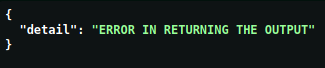 {
  "detail": "ERROR IN RETURNING THE OUTPUT"
}